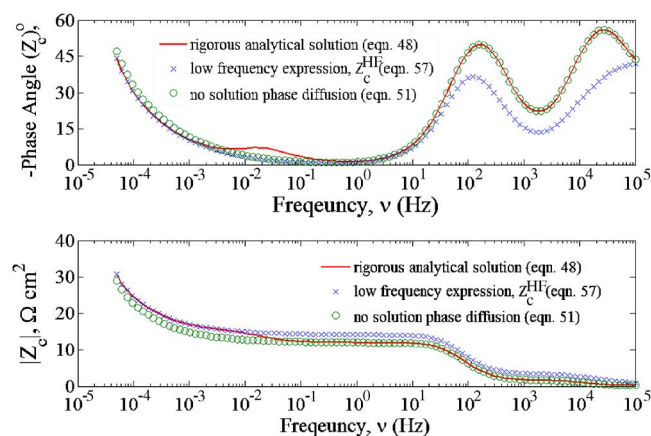 -Phase Angle (Z_c)^o
60
45
30
15
0
rigorous analytical solution (eqn. 48)
low frequency expression, Z_c^HF (eqn. 57)
no solution phase diffusion (eqn. 51)
10^-5 10^-4 10^-3 10^-2 10^-1 10^0 10^1 10^2 10^3 10^4 10^5
Freqeuncy, ν (Hz)
|Z_c|, Ω cm^2
40
30
20
10
0
rigorous analytical solution (eqn. 48)
low frequency expression, Z_c^HF (eqn. 57)
no solution phase diffusion (eqn. 51)
10^-5 10^-4 10^-3 10^-2 10^-1 10^0 10^1 10^2 10^3 10^4 10^5
Freqeuncy, ν (Hz)